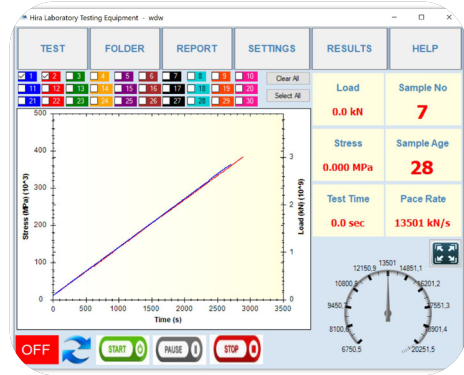 Hira Laboratory Testing Equipment - wdw
TEST FOLDER REPORT SETTINGS RESULTS HELP
1 2 3 4 5 6 7 8 9 10 Clear All
11 12 13 14 15 16 17 18 19 20 Select All
21 22 23 24 25 26 27 28 29 30
Load Sample No
0.0 kN 7
Stress Sample Age
0.000 MPa 28
Test Time Pace Rate
0.0 sec 13501 kN/s
500
400
300
200
100
0
Stress (MPa) (10^3)
3
2
1
0
Load (kN) (10^9)
0 500 1000 1500 2000 2500 3000 3500
Time (s)
13501
12150,9 14851,1
10800,8 16201,2
9450,7 17551,3
8100,6 18901,4
6750,5 20251,5
OFF START PAUSE STOP